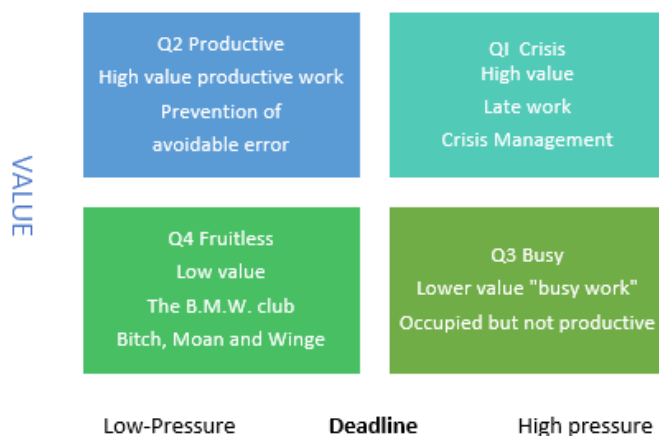 Q2 Productive
High value productive work
Prevention of
avoidable error
Q1 Crisis
High value
Late work
Crisis Management
VALUE
Q4 Fruitless
Low value
The B.M.W. club
Bitch, Moan and Winge
Q3 Busy
Lower value "busy work"
Occupied but not productive
Low-Pressure Deadline High pressure